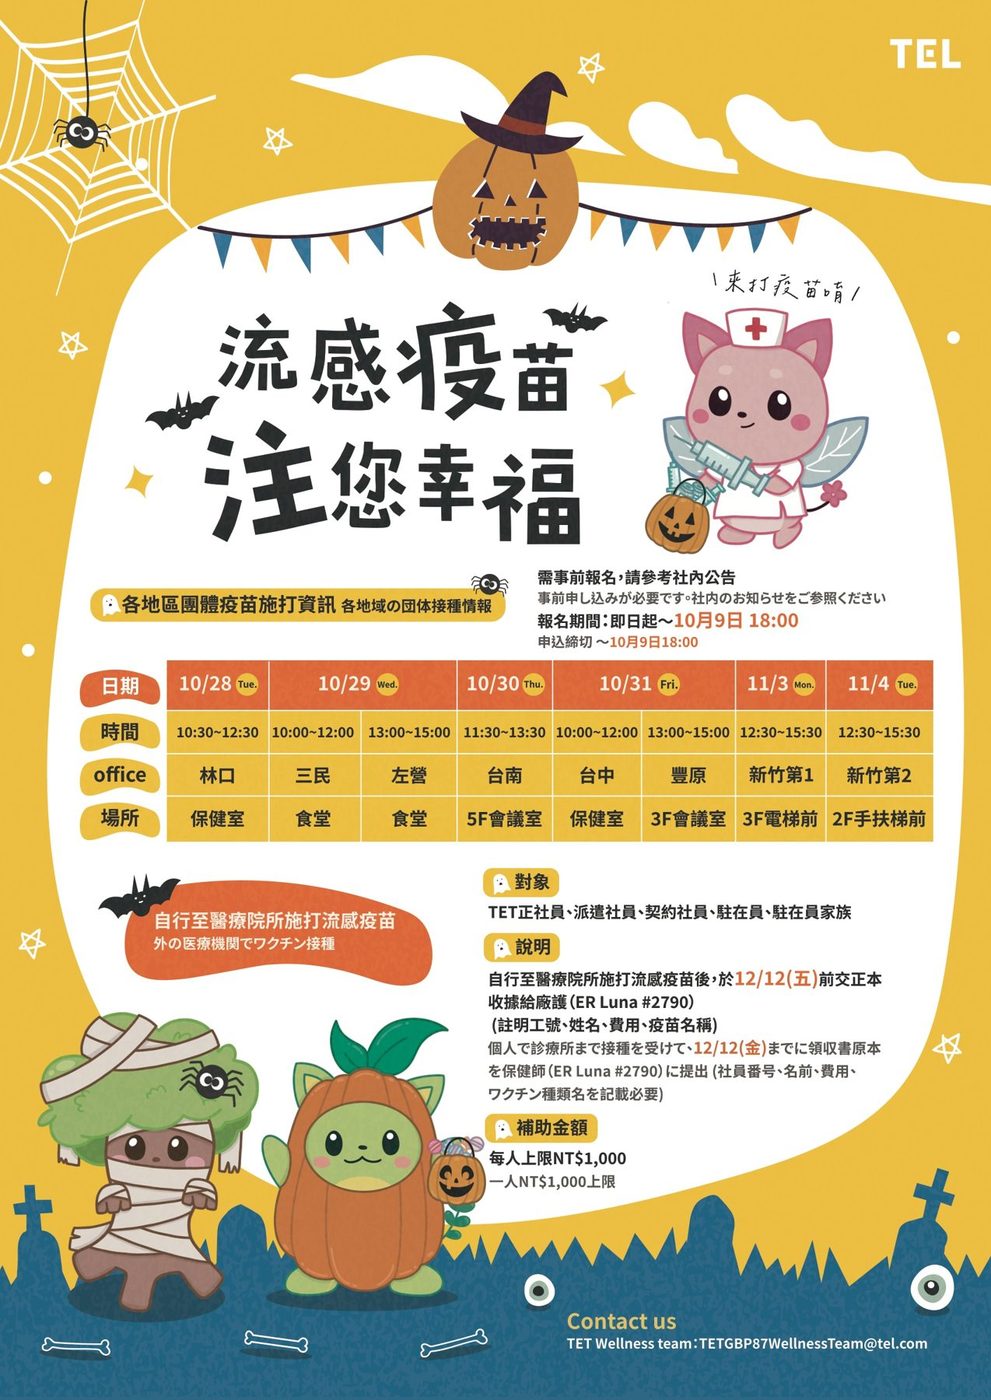 TEL
\來打疫苗唷/
流感疫苗
注您幸福
各地區團體疫苗施打資訊 各地域の団体接種情報
需事前報名，請參考社內公告
事前申し込みが必要です。社内のお知らせをご参照ください
報名期間：即日起～10月9日 18:00
申込締切 ～10月9日18:00
日期 10/28 Tue. 10/29 Wed. 10/30 Thu. 10/31 Fri. 11/3 Mon. 11/4 Tue.
時間 10:30~12:30 10:00~12:00 13:00~15:00 11:30~13:30 10:00~12:00 13:00~15:00 12:30~15:30 12:30~15:30
office 林口 三民 左營 台南 台中 豐原 新竹第1 新竹第2
場所 保健室 食堂 食堂 5F會議室 保健室 3F會議室 3F電梯前 2F手扶梯前
自行至醫療院所施打流感疫苗
外の医療機関でワクチン接種
對象
TET正社員、派遣社員、契約社員、駐在員、駐在員家族
說明
自行至醫療院所施打流感疫苗後，於12/12(五)前交正本
收據給廠護（ER Luna #2790）
(註明工號、姓名、費用、疫苗名稱)
個人で診療所まで接種を受けて、12/12(金)までに領収書原本
を保健師（ER Luna #2790）に提出 (社員番号、名前、費用、
ワクチン種類名を記載必要)
補助金額
每人上限NT$1,000
一人NT$1,000上限
Contact us
TET Wellness team：TETGBP87WellnessTeam@tel.com